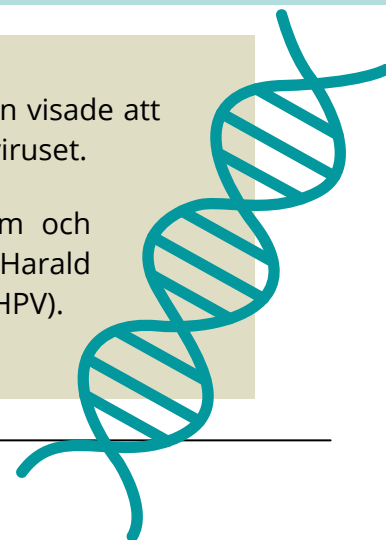 n visade att
iruset.
m och
Harald
HPV).